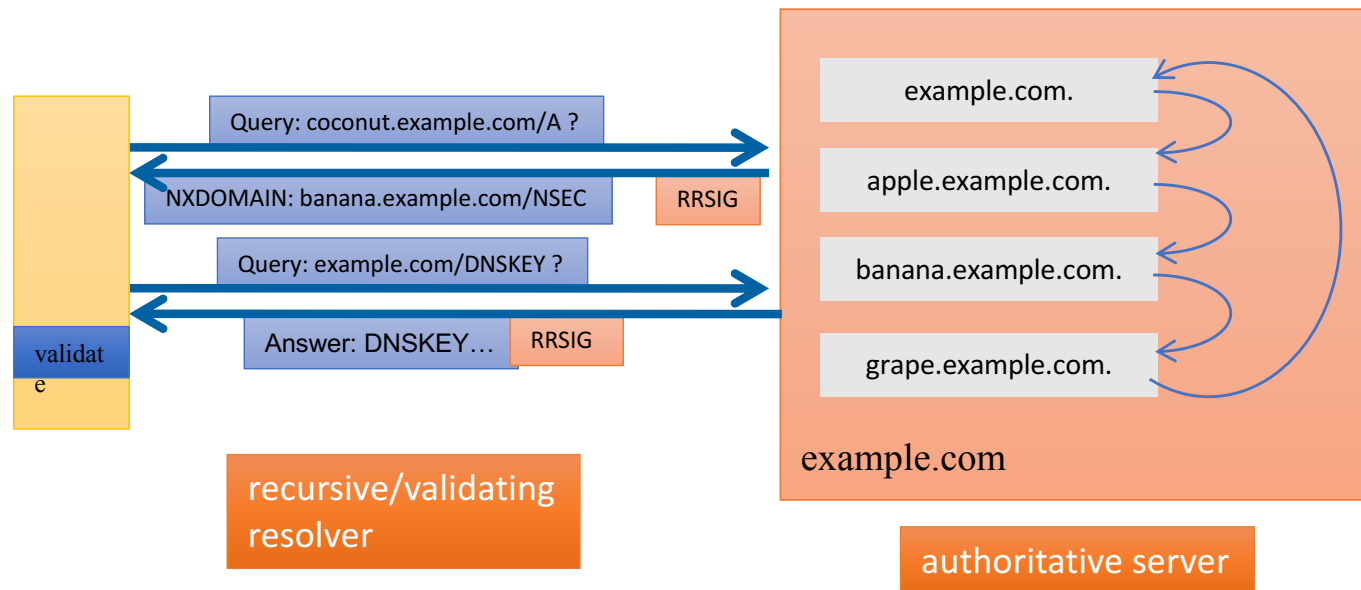 Query: coconut.example.com/A ?
NXDOMAIN: banana.example.com/NSEC
RRSIG
Query: example.com/DNSKEY ?
Answer: DNSKEY…
RRSIG
validat
e
recursive/validating
resolver
example.com.
apple.example.com.
banana.example.com.
grape.example.com.
example.com
authoritative server